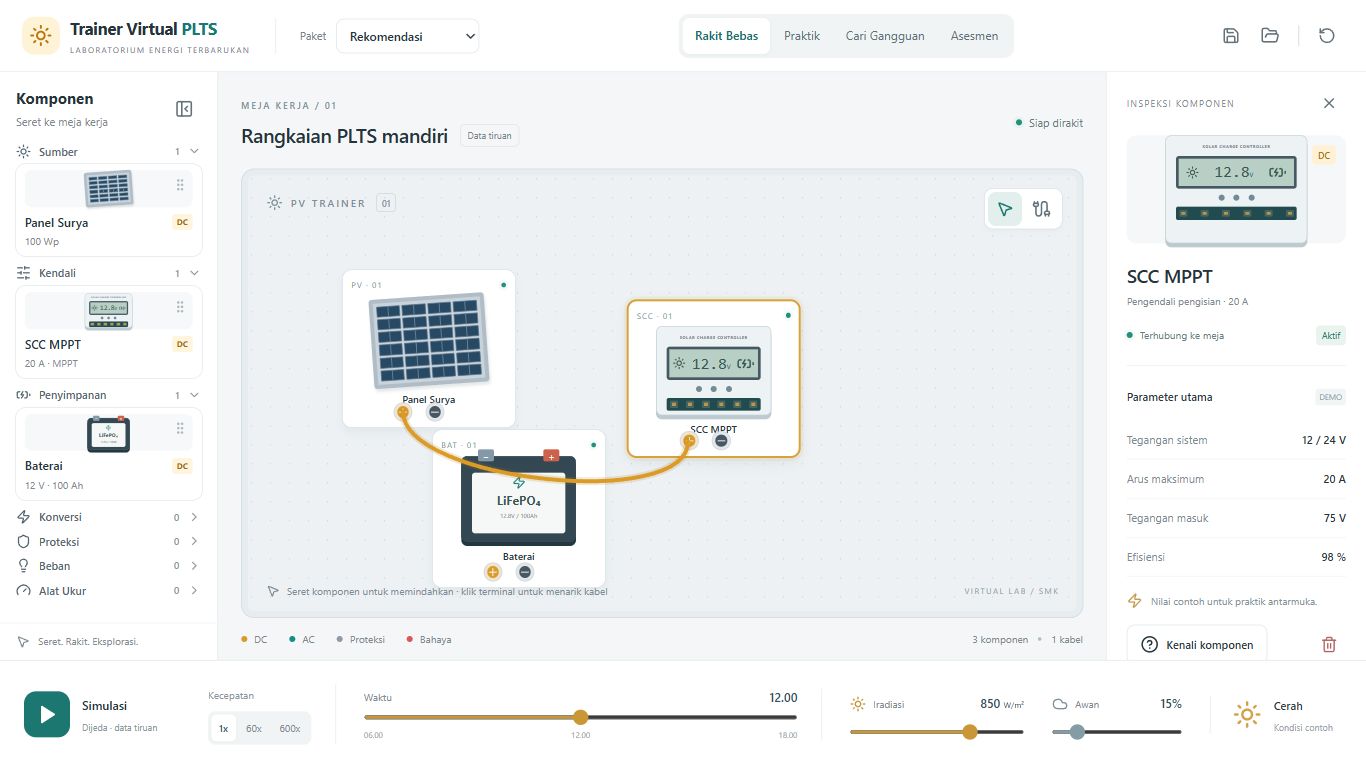 Trainer Virtual PLTS
LABORATORIUM ENERGI TERBARUKAN
Paket
Rekomendasi
Rakit Bebas
Praktik
Cari Gangguan
Asesmen
Komponen
Seret ke meja kerja
Sumber 1
Panel Surya DC
100 Wp
Kendali 1
SOLAR CHARGE CONTROLLER
12.8v
SCC MPPT DC
20 A · MPPT
Penyimpanan 1
LiFePO₄
Baterai DC
12 V · 100 Ah
Konversi 0
Proteksi 0
Beban 0
Alat Ukur 0
Seret. Rakit. Eksplorasi.
MEJA KERJA / 01
Rangkaian PLTS mandiri
Data tiruan
Siap dirakit
PV TRAINER 01
PV · 01
Panel Surya
SCC · 01
SOLAR CHARGE CONTROLLER
12.8v
SCC MPPT
BAT · 01
LiFePO₄
12.8V / 100Ah
Baterai
Seret komponen untuk memindahkan · klik terminal untuk menarik kabel
VIRTUAL LAB / SMK
DC
AC
Proteksi
Bahaya
3 komponen • 1 kabel
INSPEKSI KOMPONEN
SOLAR CHARGE CONTROLLER
12.8v
DC
SCC MPPT
Pengendali pengisian · 20 A
Terhubung ke meja Aktif
Parameter utama DEMO
Tegangan sistem 12 / 24 V
Arus maksimum 20 A
Tegangan masuk 75 V
Efisiensi 98 %
Nilai contoh untuk praktik antarmuka.
Kenali komponen
Simulasi
Dijeda · data tiruan
Kecepatan
1x 60x 600x
Waktu 12.00
06.00 12.00 18.00
Iradiasi 850 W/m²
Awan 15%
Cerah
Kondisi contoh